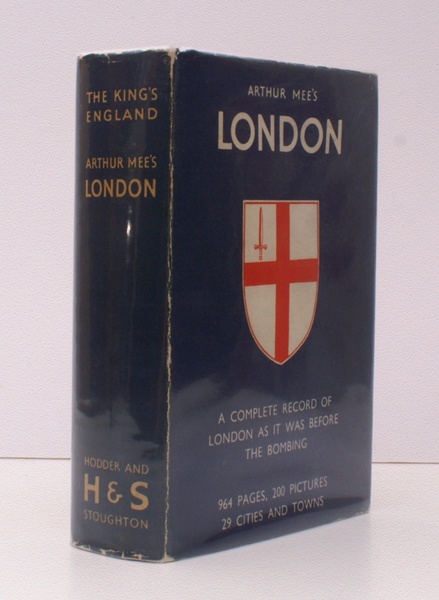 THE KING'S
ENGLAND
ARTHUR MEE'S
LONDON
HODDER AND
H & S
STOUGHTON
ARTHUR MEE'S
LONDON
A COMPLETE RECORD OF
LONDON AS IT WAS BEFORE
THE BOMBING
964 PAGES, 200 PICTURES
29 CITIES AND TOWNS